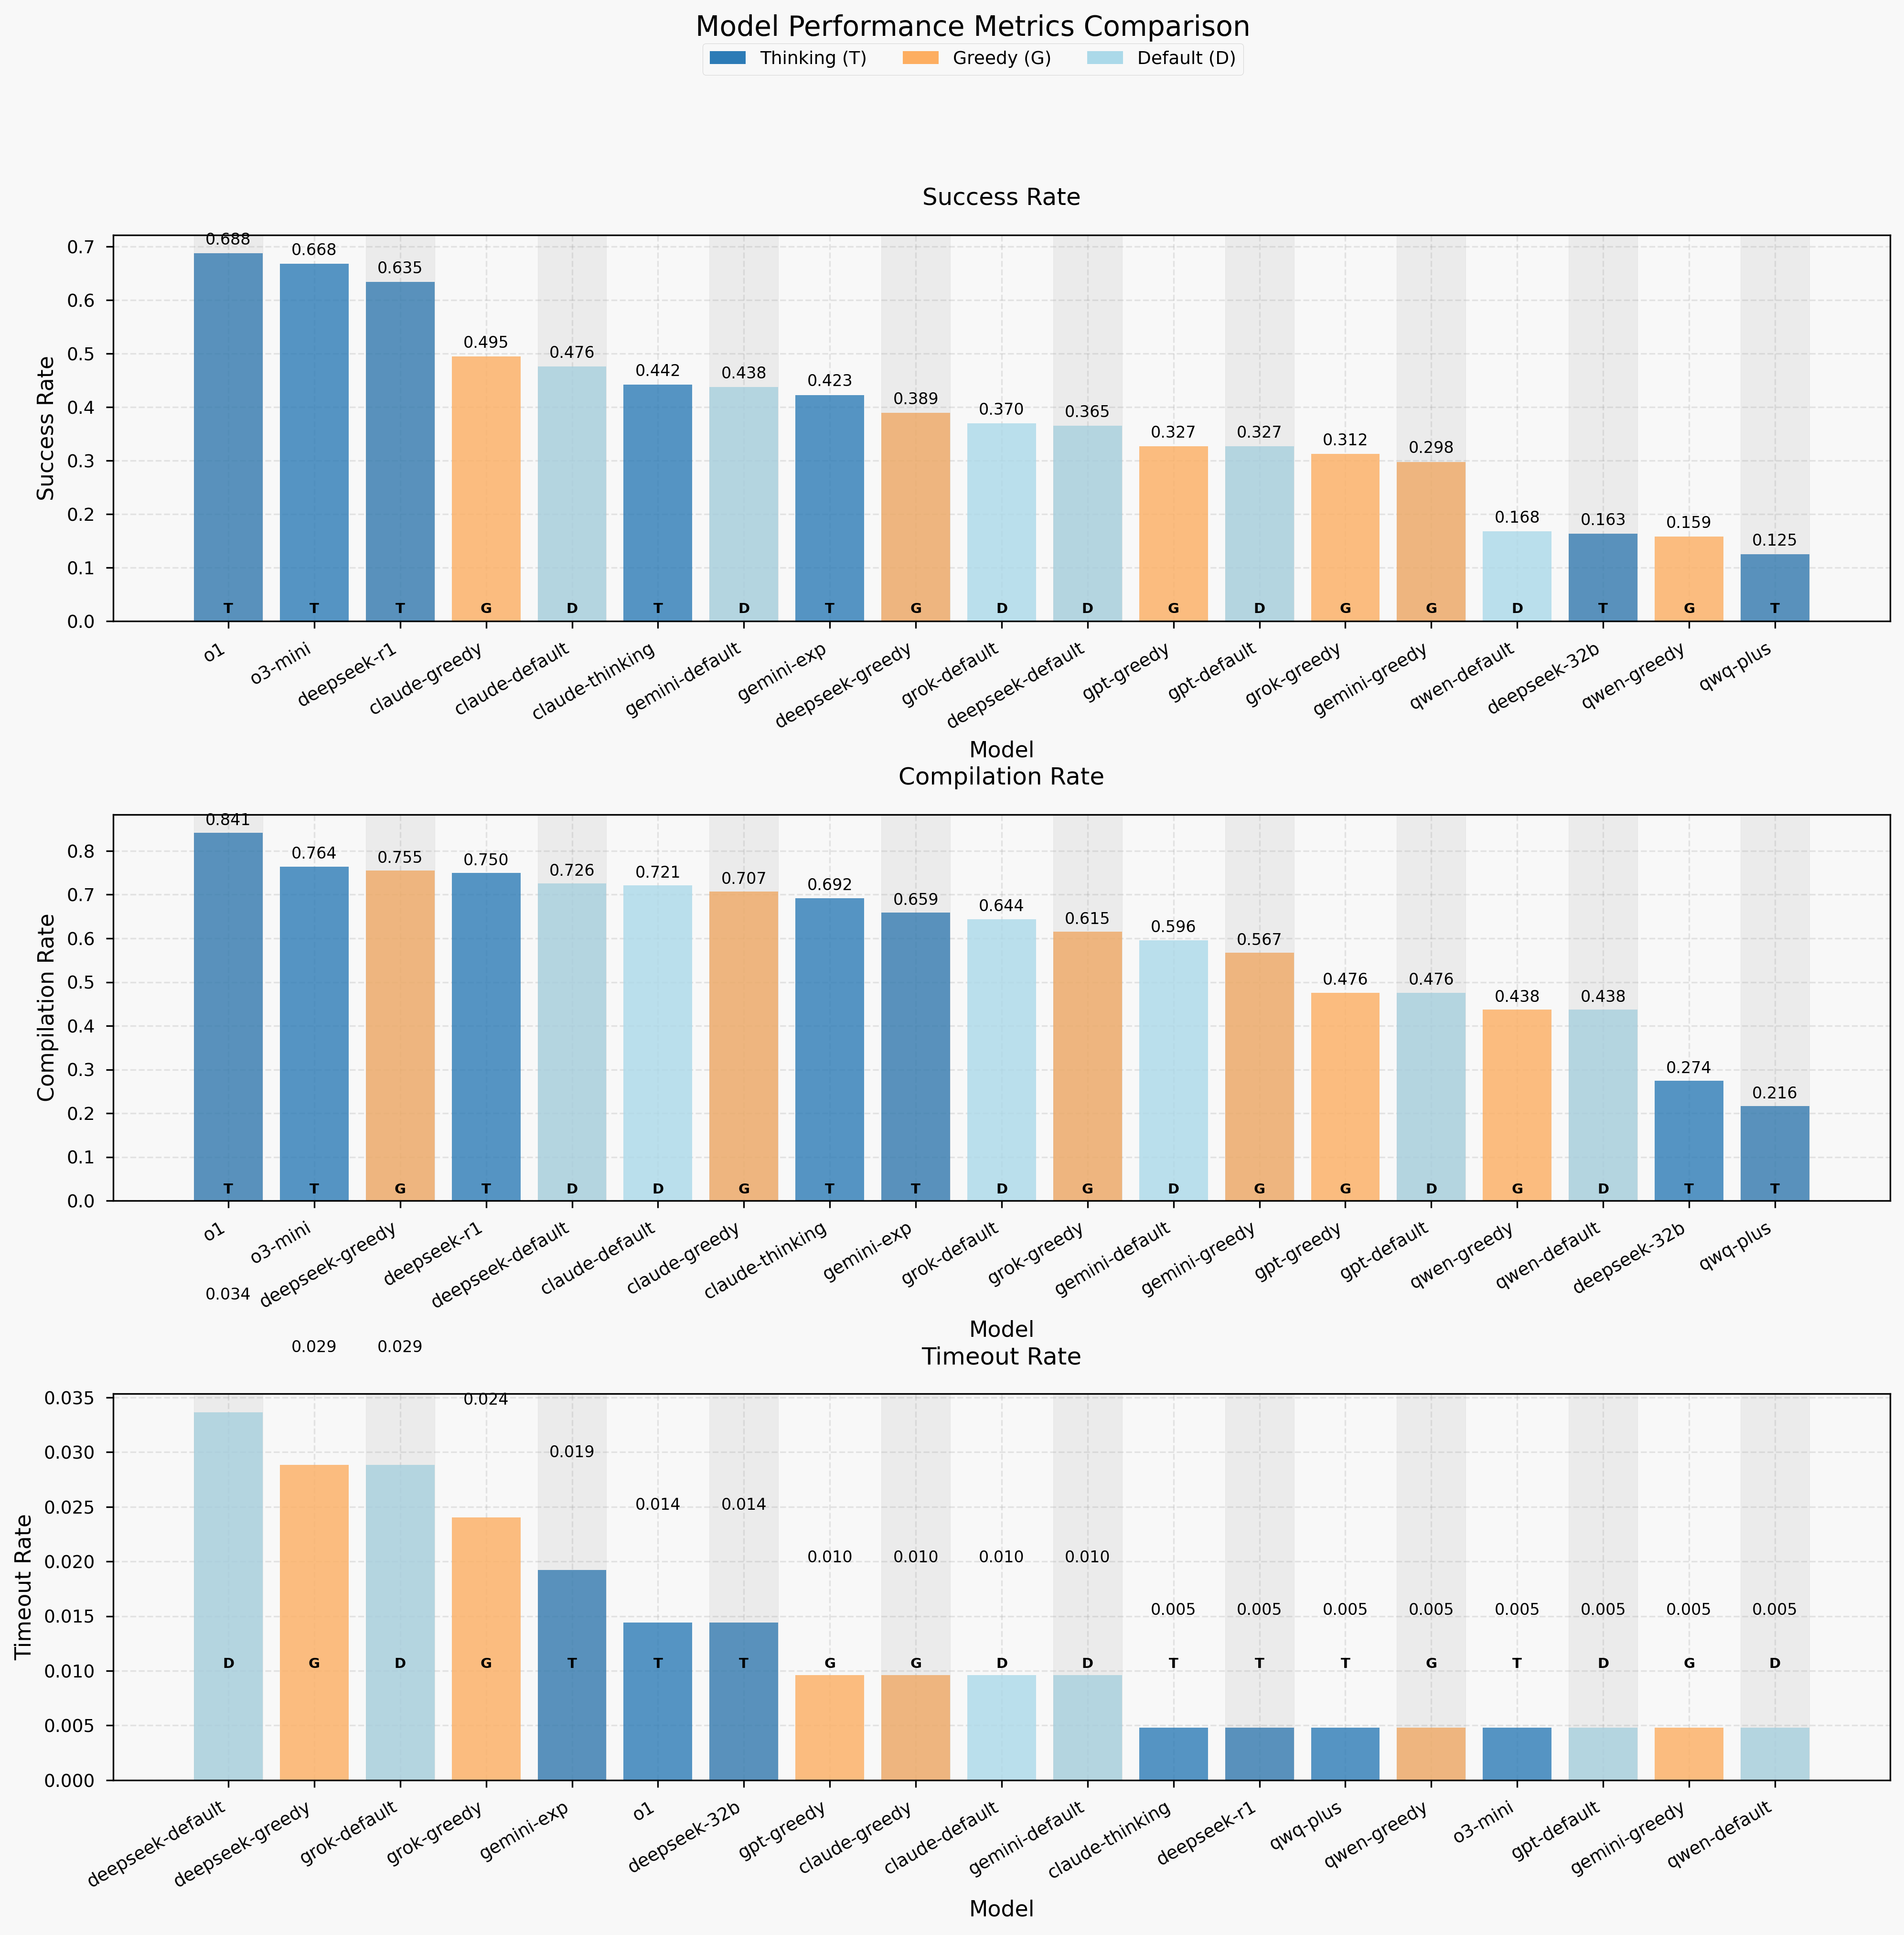 Model Performance Metrics Comparison
Thinking (T) Greedy (G) Default (D)
Success Rate
Success Rate
0.7
0.6
0.5
0.4
0.3
0.2
0.1
0.0
0.688 0.668 0.635 0.495 0.476 0.442 0.438 0.423 0.389 0.370 0.365 0.327 0.327 0.312 0.298 0.168 0.163 0.159 0.125
T T T G D T D T G D D G D G G D T G T
o1 o3-mini deepseek-r1 claude-greedy claude-default claude-thinking gemini-default gemini-exp deepseek-greedy grok-default deepseek-default gpt-greedy gpt-default grok-greedy gemini-greedy qwen-default deepseek-32b qwen-greedy qwq-plus
Model
Compilation Rate
Compilation Rate
0.8
0.7
0.6
0.5
0.4
0.3
0.2
0.1
0.0
0.841 0.764 0.755 0.750 0.726 0.721 0.707 0.692 0.659 0.644 0.615 0.596 0.567 0.476 0.476 0.438 0.438 0.274 0.216
T T G T D D G T T D G D G G D G D T T
o1 o3-mini deepseek-greedy deepseek-r1 deepseek-default claude-default claude-greedy claude-thinking gemini-exp grok-default grok-greedy gemini-default gemini-greedy gpt-greedy gpt-default qwen-greedy qwen-default deepseek-32b qwq-plus
Model
Timeout Rate
Timeout Rate
0.035
0.030
0.025
0.020
0.015
0.010
0.005
0.000
0.034 0.029 0.029 0.024 0.019 0.014 0.014 0.010 0.010 0.010 0.010 0.005 0.005 0.005 0.005 0.005 0.005 0.005 0.005
D G D G T T T G G D D T T T G T D G D
deepseek-default deepseek-greedy grok-default grok-greedy gemini-exp o1 deepseek-32b gpt-greedy claude-greedy claude-default gemini-default claude-thinking deepseek-r1 qwq-plus qwen-greedy o3-mini gpt-default gemini-greedy qwen-default
Model